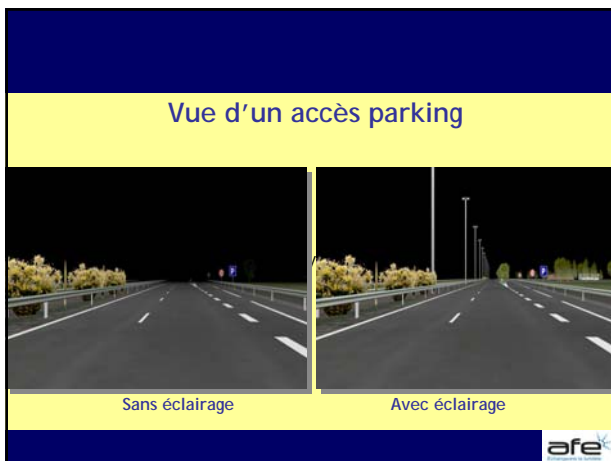 Vue d'un accès parking
P
P
Sans éclairage
Avec éclairage
afe